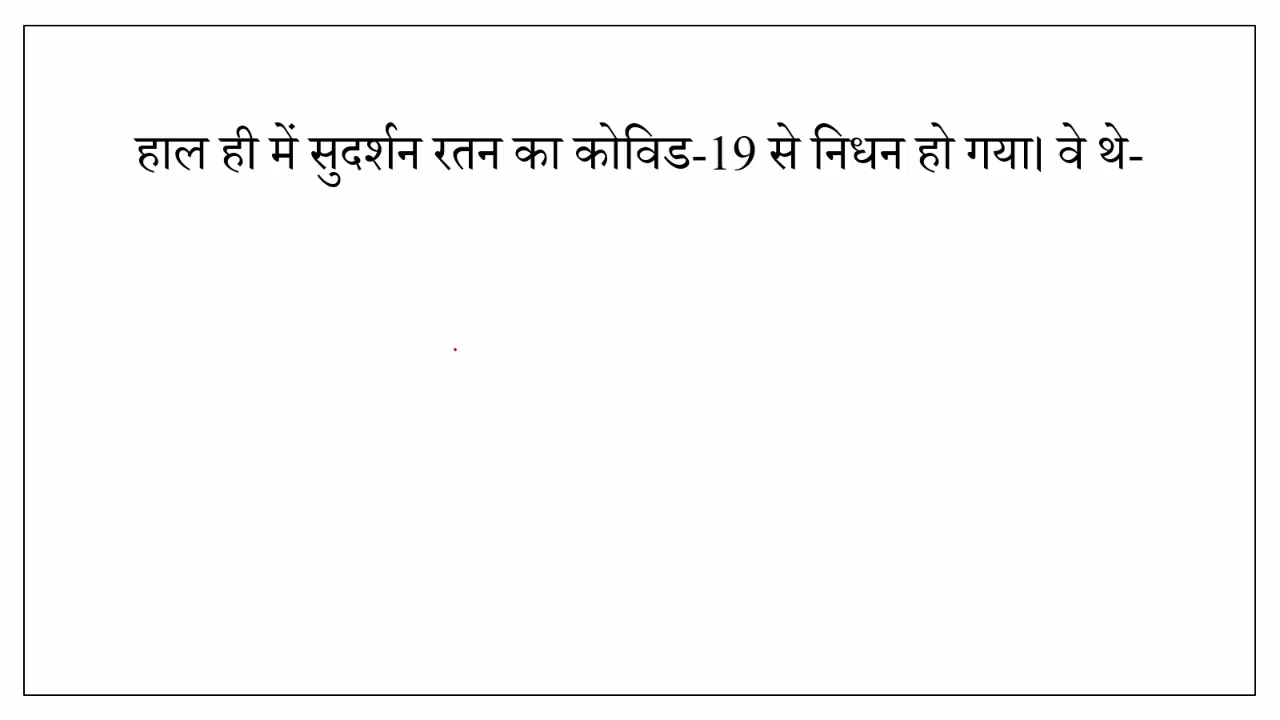 हाल ही में सुदर्शन रतन का कोविड-19 से निधन हो गया। वे थे-